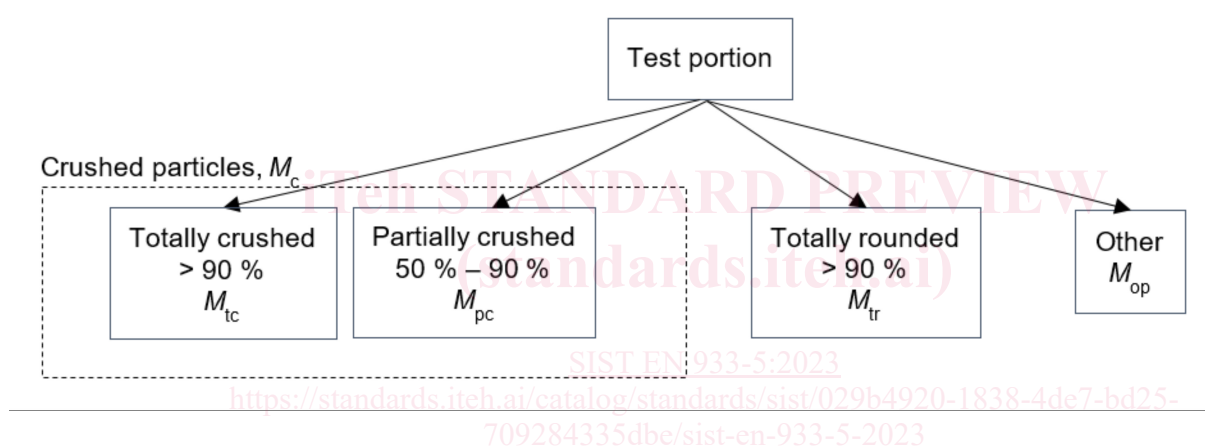 Test portion
Crushed particles, Mc
Totally crushed
> 90 %
Mtc
Partially crushed
50 % – 90 %
Mpc
Totally rounded
> 90 %
Mtr
Other
Mop
iTeh STANDARD PREVIEW
(standards.iteh.ai)
SIST EN 933-5:2023
https://standards.iteh.ai/catalog/standards/sist/029b4920-1838-4de7-bd25-
709284335dbe/sist-en-933-5-2023